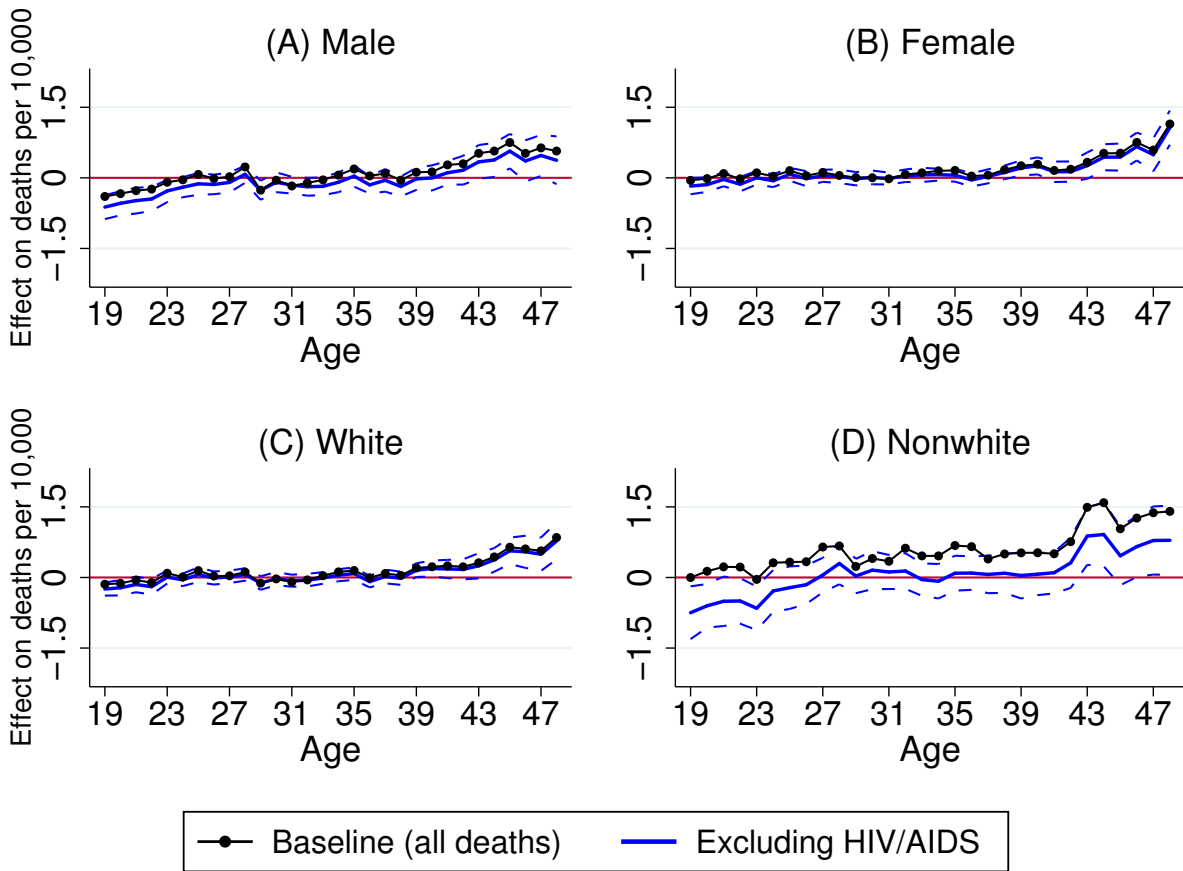 (A) Male
(B) Female
Effect on deaths per 10,000
1.5
0
−1.5
19 23 27 31 35 39 43 47
Age
1.5
0
−1.5
19 23 27 31 35 39 43 47
Age
(C) White
(D) Nonwhite
Effect on deaths per 10,000
1.5
0
−1.5
19 23 27 31 35 39 43 47
Age
1.5
0
−1.5
19 23 27 31 35 39 43 47
Age
Baseline (all deaths) Excluding HIV/AIDS